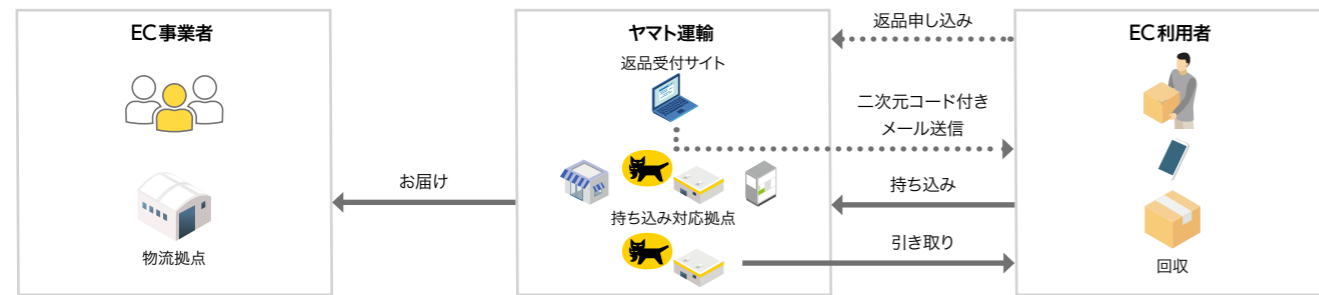 EC事業者
物流拠点
お届け
ヤマト運輸
返品受付サイト
持ち込み対応拠点
返品申し込み
二次元コード付き
メール送信
持ち込み
引き取り
EC利用者
回収